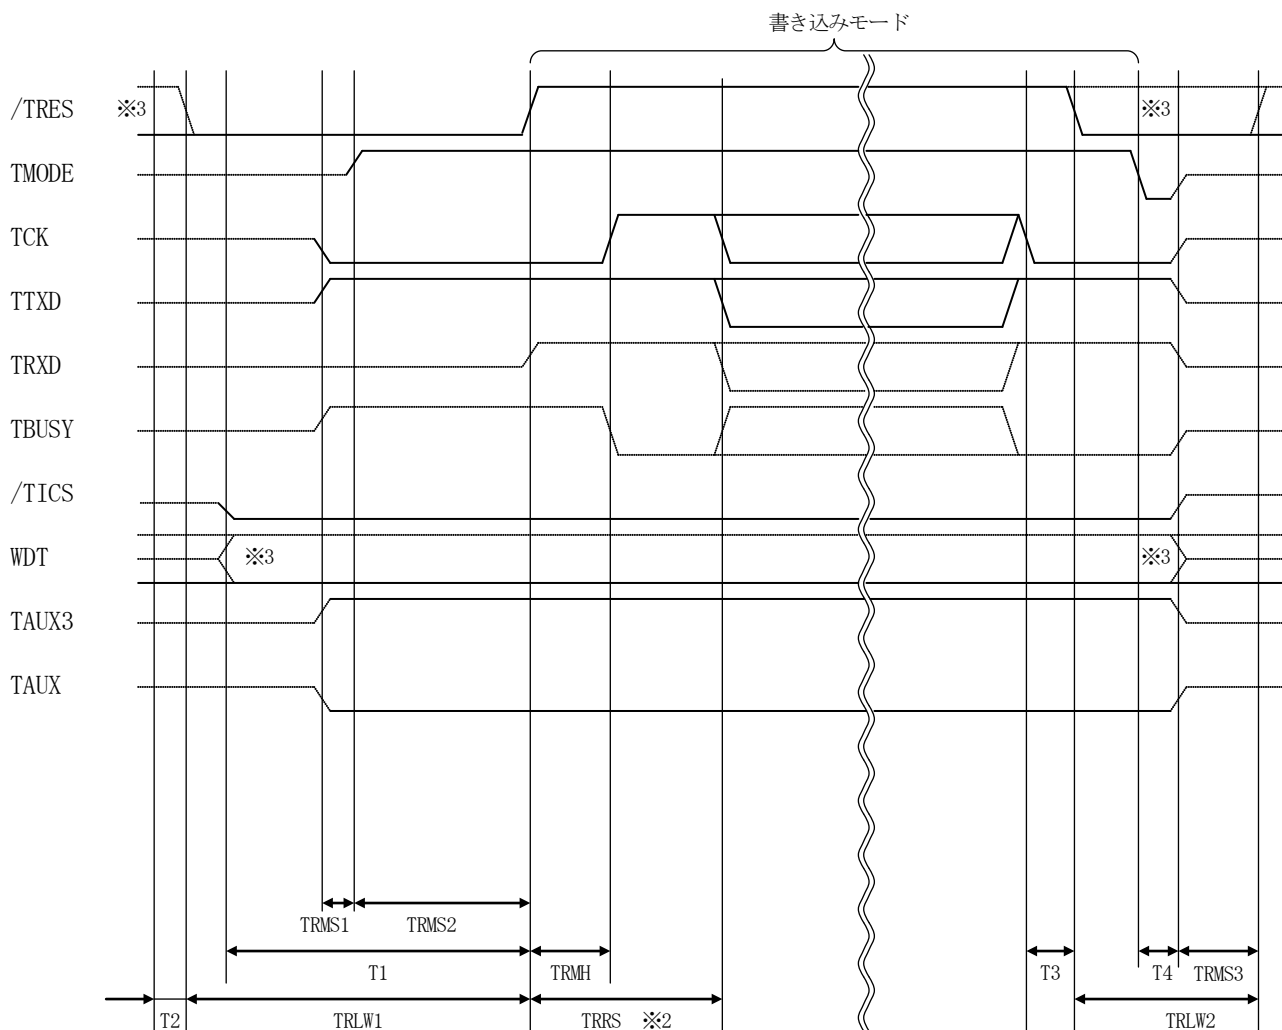 書き込みモード
/TRES ※3 ※3
TMODE
TCK
TTXD
TRXD
TBUSY
/TICS
WDT ※3 ※3
TAUX3
TAUX
TRMS1 TRMS2
T1 TRMH T3 T4 TRMS3
T2 TRLW1 TRRS ※2 TRLW2